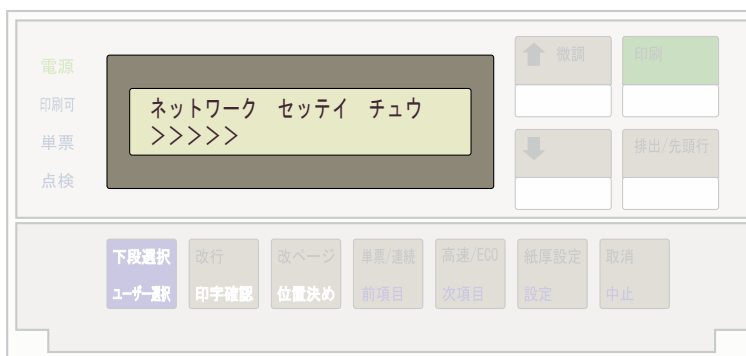 電源
印刷可
単票
点検
ネットワーク セッテイ チュウ
>>>>>
微調
印刷
排出/先頭行
下段選択
ユーザー選択
改行
印字確認
改ページ
位置決め
単票/連続
前項目
高速/ECO
次項目
紙厚設定
設定
取消
中止